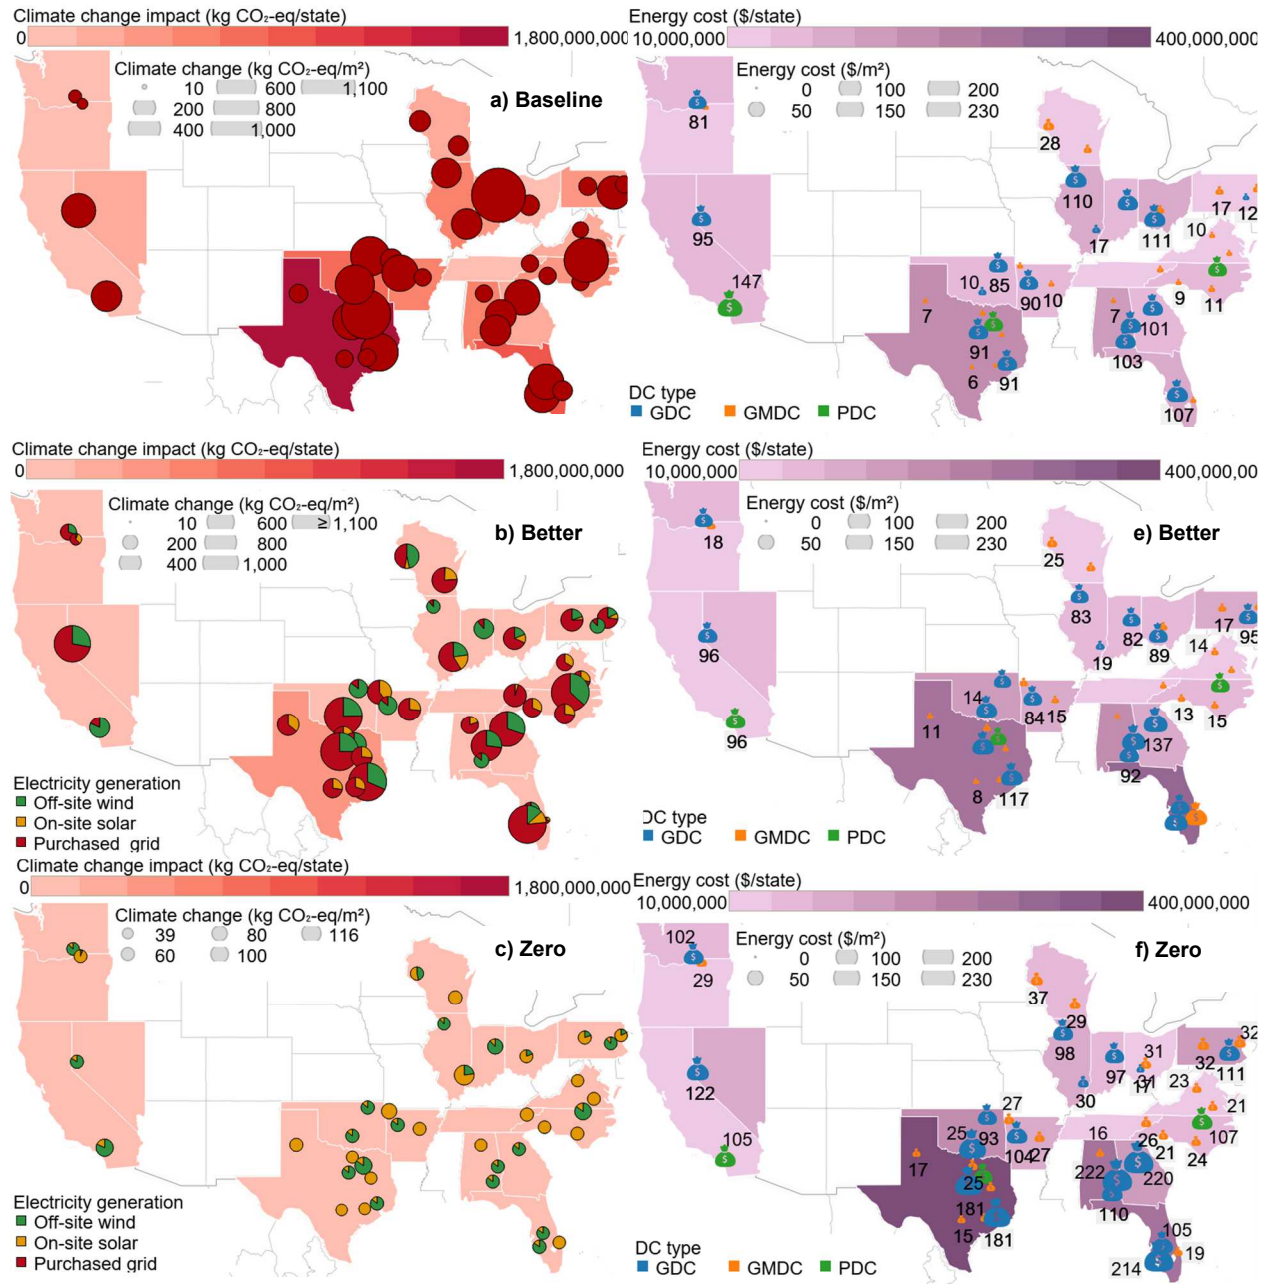 Climate change impact (kg CO₂-eq/state)
0 1,800,000,000
Climate change (kg CO₂-eq/m²)
10 600 1,100
200 800
400 1,000
a) Baseline
Energy cost ($/state)
10,000,000 400,000,000
Energy cost ($/m²)
0 100 200
50 150 230
81
28
110
95
17
111
17
12
10
147
10
85
90
10
9
11
7
7
101
91
103
6
91
107
DC type
GDC GMDC PDC
Climate change impact (kg CO₂-eq/state)
0 1,800,000,000
Climate change (kg CO₂-eq/m²)
10 600 ≥1,100
200 800
400 1,000
b) Better
Electricity generation
Off-site wind
On-site solar
Purchased grid
Energy cost ($/state)
10,000,000 400,000,00
Energy cost ($/m²)
0 100 200
50 150 230
e) Better
18
25
83
96
82
89
17
95
19
14
14
96
84
15
13
15
11
137
92
8
117
DC type
GDC GMDC PDC
Climate change impact (kg CO₂-eq/state)
0 1,800,000,000
Climate change (kg CO₂-eq/m²)
39 80 116
60 100
c) Zero
Electricity generation
Off-site wind
On-site solar
Purchased grid
Energy cost ($/state)
10,000,000 400,000,000
Energy cost ($/m²)
0 100 200
50 150 230
f) Zero
102
29
37
29
98
122
97
31
31
32
32
111
30
23
21
27
105
25
93
104
27
16
26
21
107
24
17
25
222
220
181
110
15
181
105
19
214
DC type
GDC GMDC PDC